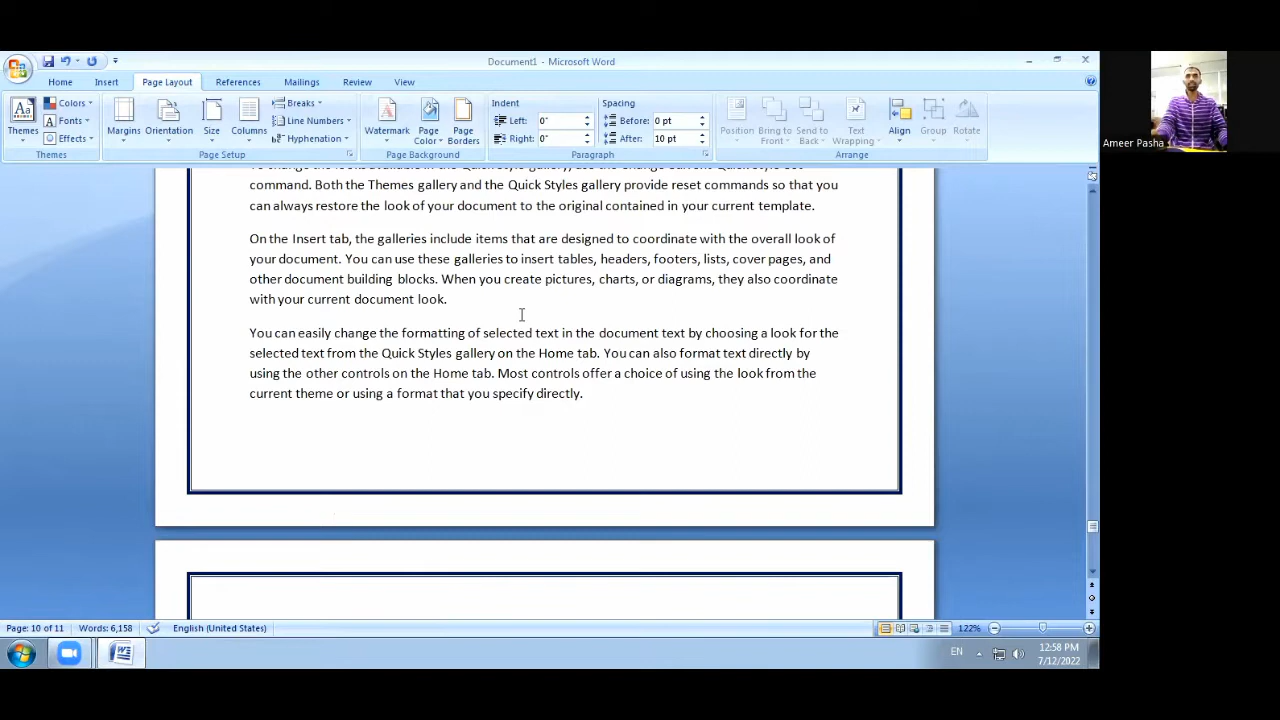 Document1 - Microsoft Word
Home Insert Page Layout References Mailings Review View
Themes
Colors
Fonts
Effects
Themes
Margins
Orientation
Size
Columns
Breaks
Line Numbers
Hyphenation
Page Setup
Watermark
Page Color
Page Borders
Page Background
Indent
Left: 0"
Right: 0"
Spacing
Before: 0 pt
After: 10 pt
Paragraph
Position
Bring to Front
Send to Back
Text Wrapping
Align
Group
Rotate
Arrange
Ameer Pasha
command. Both the Themes gallery and the Quick Styles gallery provide reset commands so that you
can always restore the look of your document to the original contained in your current template.
On the Insert tab, the galleries include items that are designed to coordinate with the overall look of
your document. You can use these galleries to insert tables, headers, footers, lists, cover pages, and
other document building blocks. When you create pictures, charts, or diagrams, they also coordinate
with your current document look.
You can easily change the formatting of selected text in the document text by choosing a look for the
selected text from the Quick Styles gallery on the Home tab. You can also format text directly by
using the other controls on the Home tab. Most controls offer a choice of using the look from the
current theme or using a format that you specify directly.
Page: 10 of 11 Words: 6,158 English (United States) 122%
EN 12:58 PM
7/12/2022